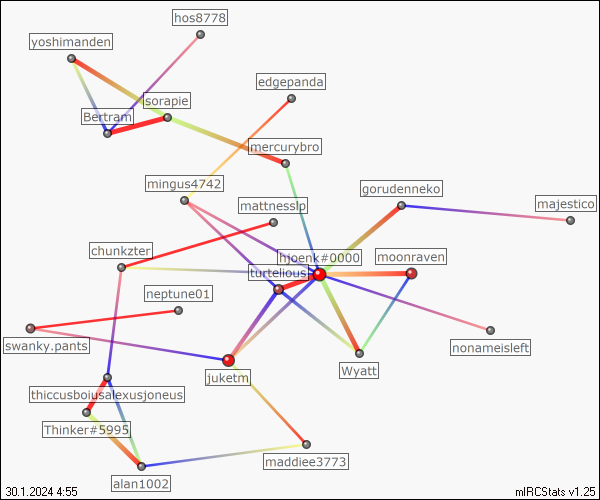 hos8778
yoshimanden
edgepanda
sorapie
Bertram
mercurybro
mingus4742
gorudenneko
mattnesslp
majestico
chunkzter
hjoenk#0000
moonraven
turtelious
neptune01
swanky.pants
nonameisleft
Wyatt
juketm
thiccusboiusalexusjoneus
Thinker#5995
maddiee3773
alan1002
30.1.2024 4:55
mIRCStats v1.25